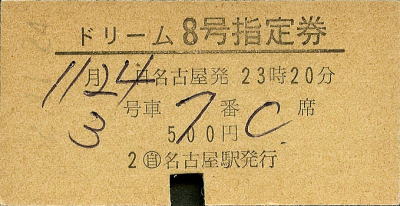 ドリーム8号指定券
11月24日名古屋発 23時20分
3号車 7番 C席
500円
2�a名古屋駅発行